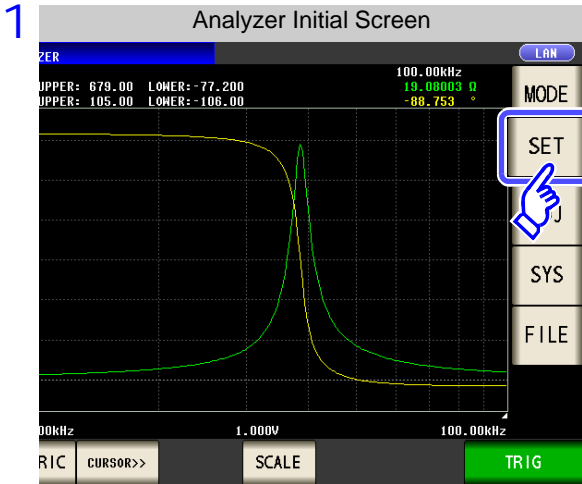 1
Analyzer Initial Screen
ZER
LAN
100.00kHz
UPPER: 679.00 LOWER:-77.200 19.08003 Ω
UPPER: 105.00 LOWER:-106.00 -88.753 °
MODE
SET
J
SYS
FILE
00kHz 1.000V 100.00kHz
RIC CURSOR>> SCALE TRIG